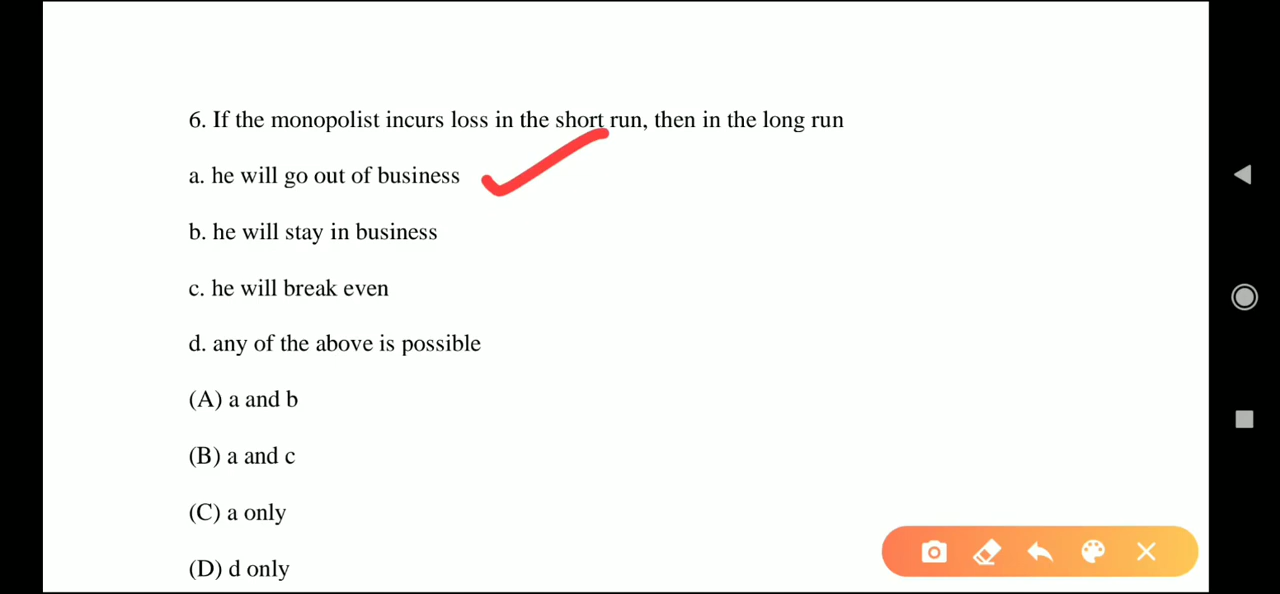 6. If the monopolist incurs loss in the short run, then in the long run
a. he will go out of business
b. he will stay in business
c. he will break even
d. any of the above is possible
(A) a and b
(B) a and c
(C) a only
(D) d only